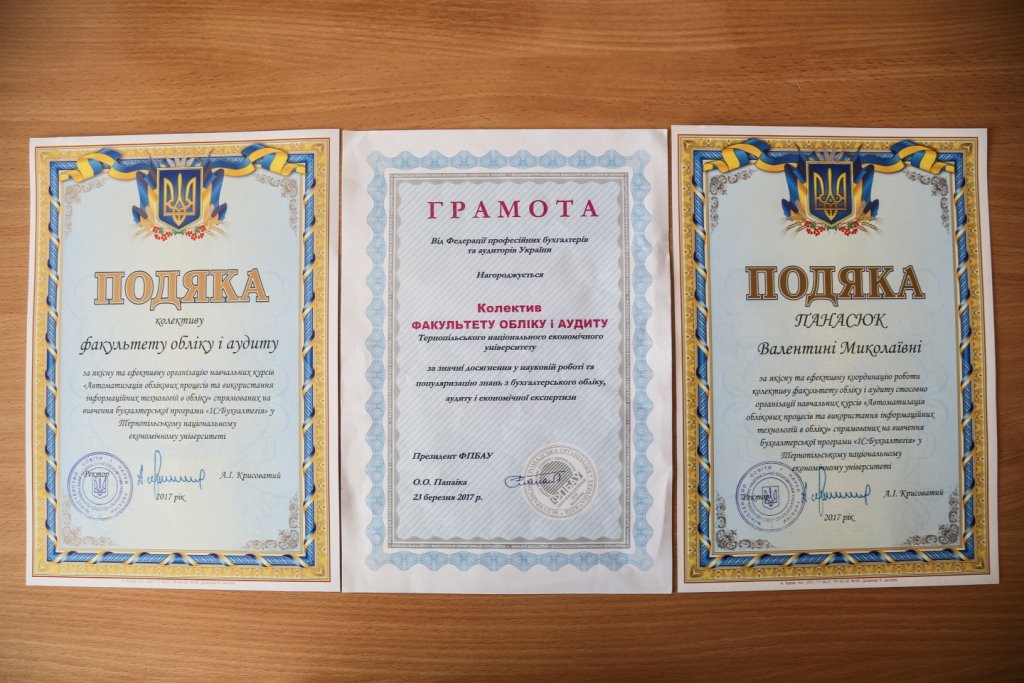 ПОДЯКА
колективу
факультету обліку і аудиту
за якісну та ефективну організацію навчальних курсів
«Автоматизація облікових процесів та використання
інформаційних технологій в обліку» спрямованих на
вивчення бухгалтерської програми «1С:Бухгалтегія» у
Тернопільському національному
економічному університеті
Ректор А.І. Крисоватий
2017 рік
ГРАМОТА
Від Федерації професійних бухгалтерів
та аудиторів України
Нагороджується
Колектив
ФАКУЛЬТЕТУ ОБЛІКУ і АУДИТУ
Тернопільського національного економічного
університету
за значні досягнення у науковій роботі та
популяризацію знань з бухгалтерського обліку,
аудиту і економічної експертизи
Президент ФПБАУ
О.О. Папаіка
23 березня 2017 р.
ПОДЯКА
ПАНАСЮК
Валентині Миколаївні
за якісну та ефективну координацію роботи
колективу факультету обліку і аудиту стосовно
організації навчальних курсів «Автоматизація
облікових процесів та використання інформаційних
технологій в обліку» спрямованих на вивчення
бухгалтерської програми «1С:Бухгалтегія» у
Тернопільському національному
економічному університеті
Ректор А.І. Крисоватий
2017 рік